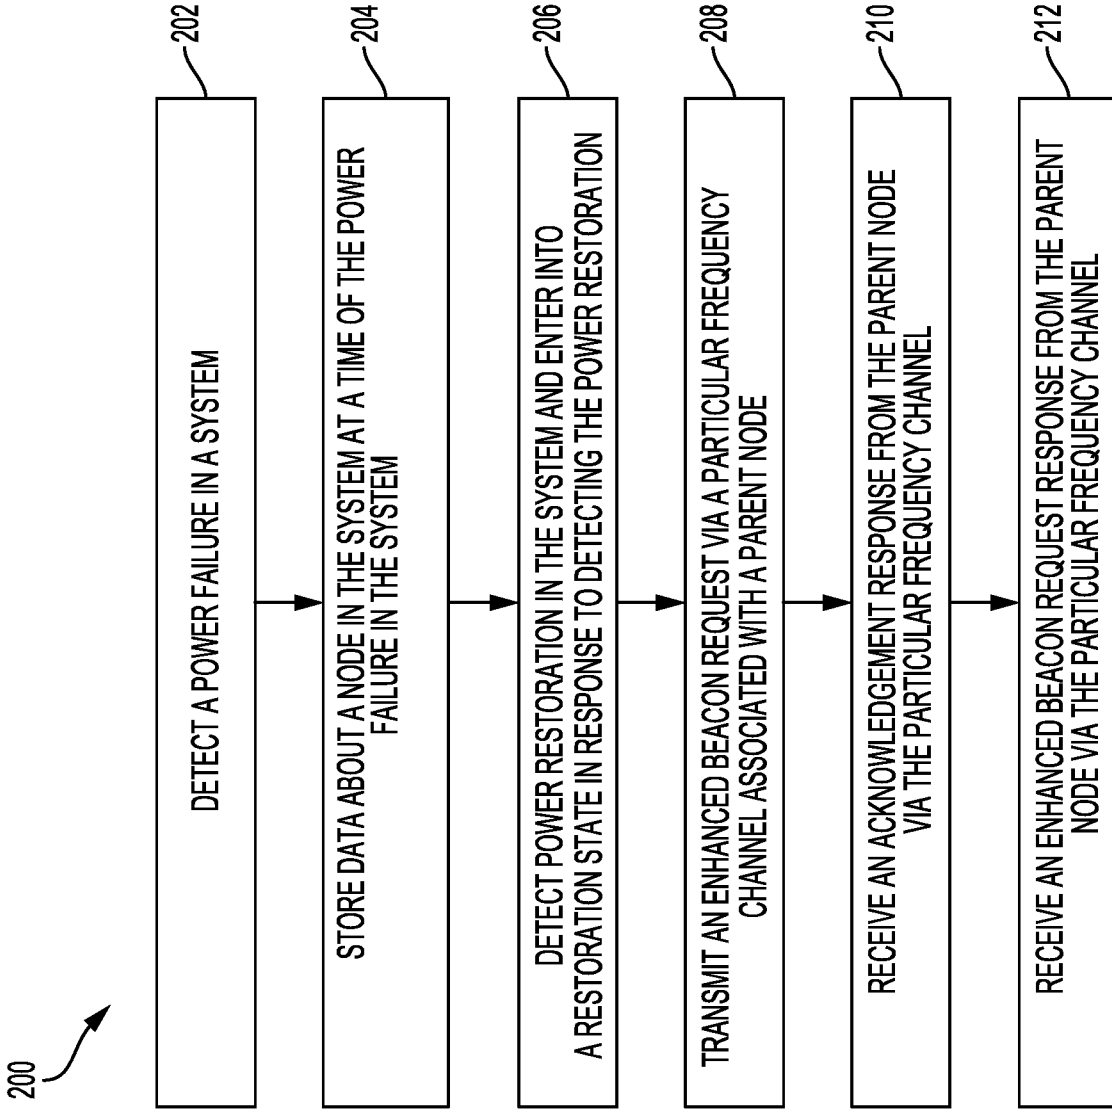 200
DETECT A POWER FAILURE IN A SYSTEM
202
STORE DATA ABOUT A NODE IN THE SYSTEM AT A TIME OF THE POWER
FAILURE IN THE SYSTEM
204
DETECT POWER RESTORATION IN THE SYSTEM AND ENTER INTO
A RESTORATION STATE IN RESPONSE TO DETECTING THE POWER RESTORATION
206
TRANSMIT AN ENHANCED BEACON REQUEST VIA A PARTICULAR FREQUENCY
CHANNEL ASSOCIATED WITH A PARENT NODE
208
RECEIVE AN ACKNOWLEDGEMENT RESPONSE FROM THE PARENT NODE
VIA THE PARTICULAR FREQUENCY CHANNEL
210
RECEIVE AN ENHANCED BEACON REQUEST RESPONSE FROM THE PARENT
NODE VIA THE PARTICULAR FREQUENCY CHANNEL
212